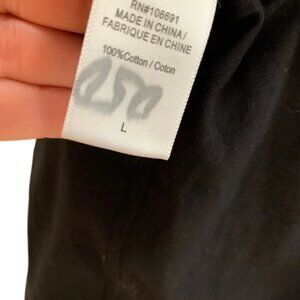 RN#106691
MADE IN CHINA/
FABRIQUE EN CHINE
100%Cotton / Coton
L